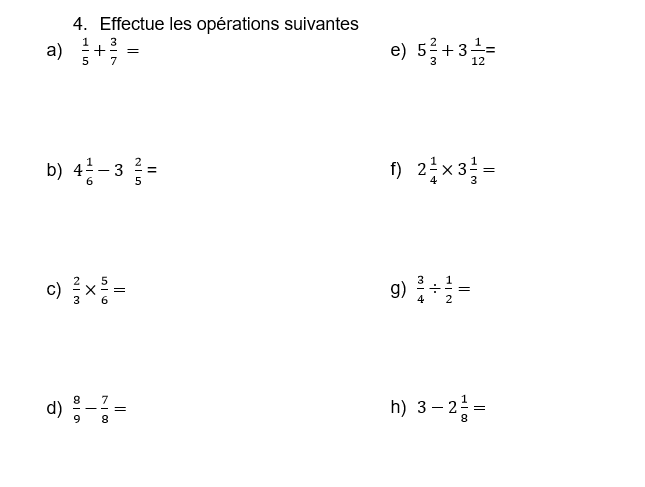 4. Effectue les opérations suivantes
a) 1/5 + 3/7 =
e) 5 2/3 + 3 1/12 =
b) 4 1/6 − 3 2/5 =
f) 2 1/4 × 3 1/3 =
c) 2/3 × 5/6 =
g) 3/4 ÷ 1/2 =
d) 8/9 − 7/8 =
h) 3 − 2 1/8 =